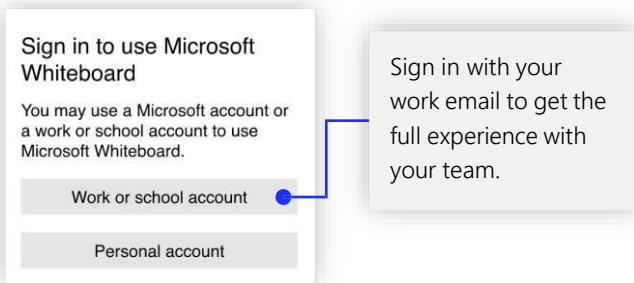 Sign in to use Microsoft
Whiteboard
You may use a Microsoft account or
a work or school account to use
Microsoft Whiteboard.
Work or school account
Personal account
Sign in with your
work email to get the
full experience with
your team.